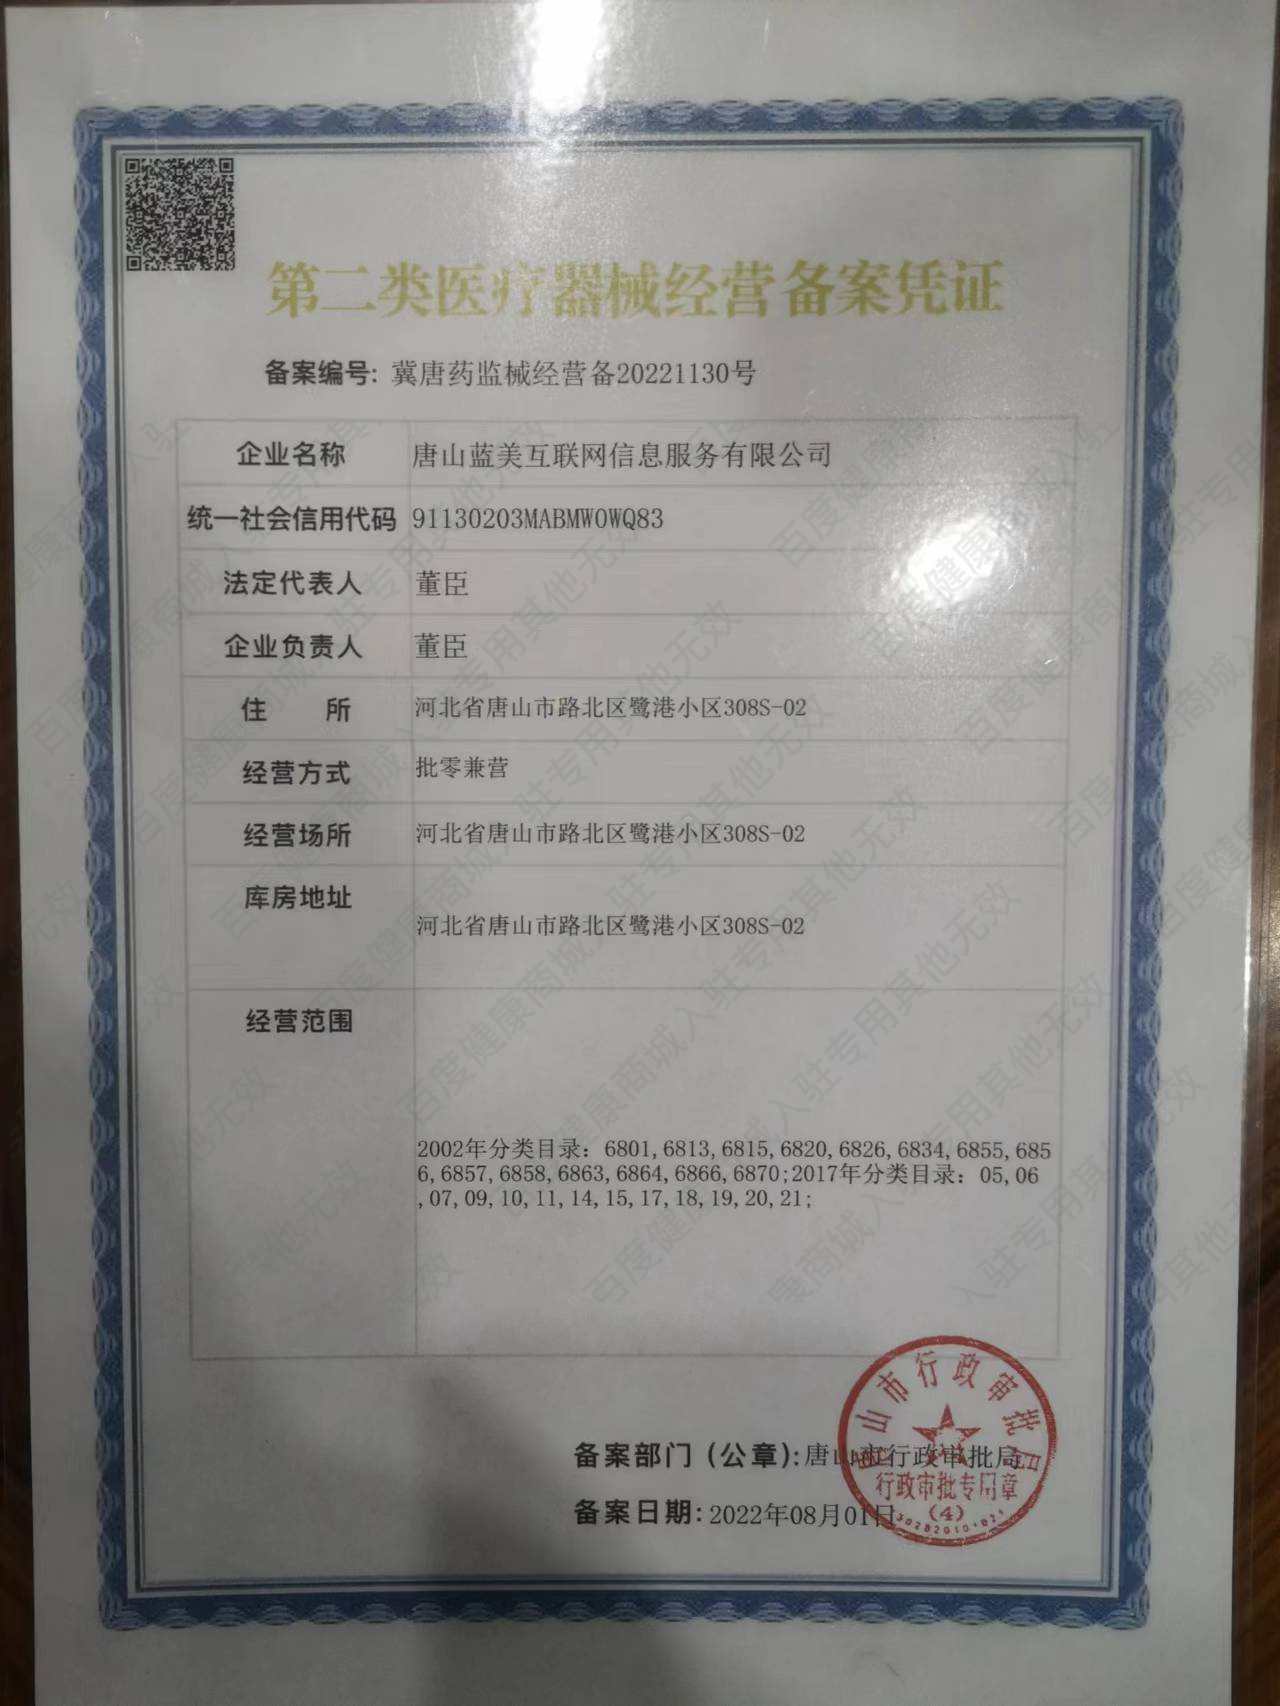 第二类医疗器械经营备案凭证
备案编号: 冀唐药监械经营备20221130号
企业名称 唐山蓝美互联网信息服务有限公司
统一社会信用代码 91130203MABMW0WQ83
法定代表人 董臣
企业负责人 董臣
住 所 河北省唐山市路北区鹭港小区308S-02
经营方式 批零兼营
经营场所 河北省唐山市路北区鹭港小区308S-02
库房地址
河北省唐山市路北区鹭港小区308S-02
经营范围
2002年分类目录: 6801,6813,6815,6820,6826,6834,6855,685
6,6857,6858,6863,6864,6866,6870;2017年分类目录: 05,06
,07,09,10,11,14,15,17,18,19,20,21;
备案部门（公章）:唐山市行政审批局
备案日期: 2022年08月01日
唐山市行政审批局
行政审批专用章
(4)
百度健康商城入驻专用其他无效